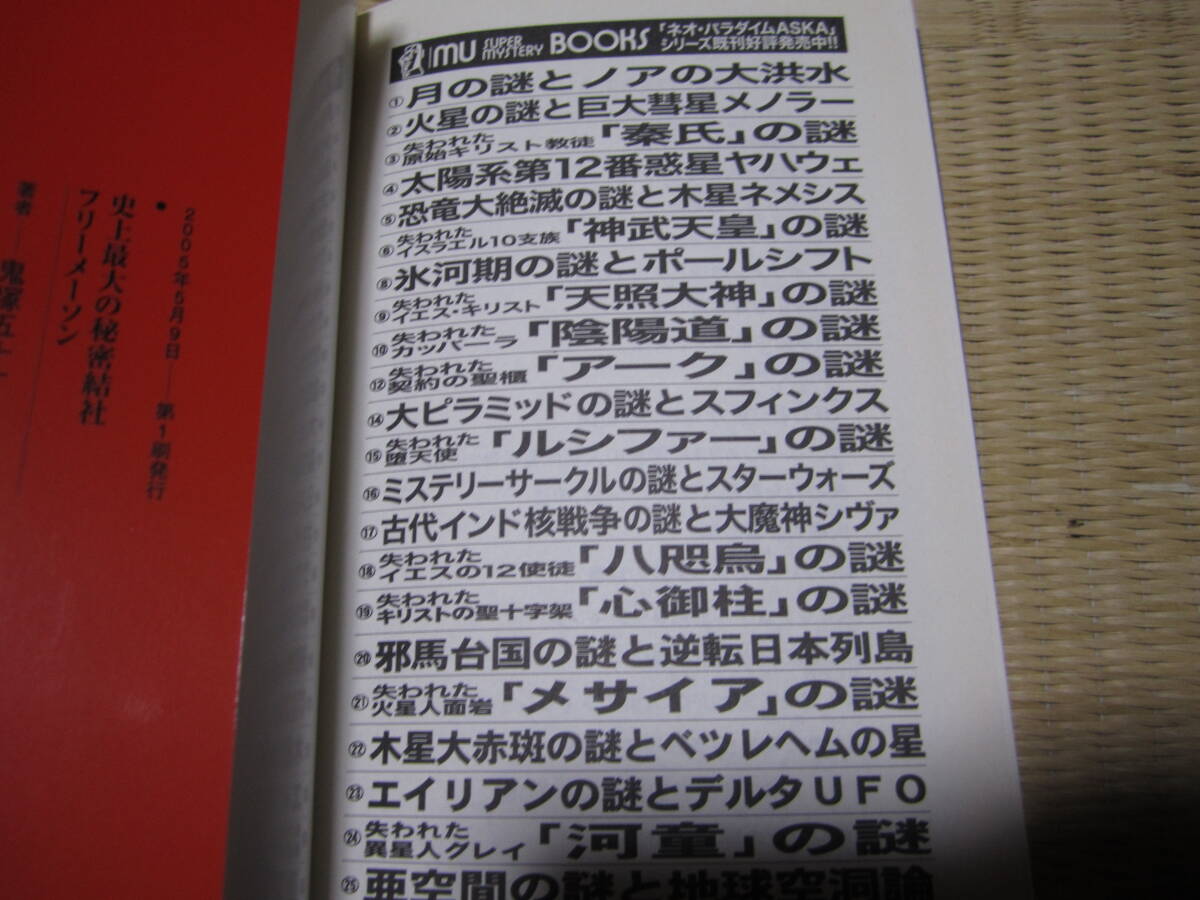 MU SUPER MYSTERY BOOKS
「ネオ・パラダイムASKA」
シリーズ既刊好評発売中!!
①月の謎とノアの大洪水
②火星の謎と巨大彗星メノラー
③失われた原始キリスト教徒「秦氏」の謎
④太陽系第12番惑星ヤハウェ
⑤恐竜大絶滅の謎と木星ネメシス
⑥失われたイスラエル10支族「神武天皇」の謎
⑧氷河期の謎とポールシフト
⑨失われたイエス・キリスト「天照大神」の謎
⑩失われたカッバーラ「陰陽道」の謎
⑫失われた契約の聖櫃「アーク」の謎
⑭大ピラミッドの謎とスフィンクス
⑮失われた堕天使「ルシファー」の謎
⑯ミステリーサークルの謎とスターウォーズ
⑰古代インド核戦争の謎と大魔神シヴァ
⑱失われたイエスの12使徒「八咫烏」の謎
⑲失われたキリストの聖十字架「心御柱」の謎
⑳邪馬台国の謎と逆転日本列島
㉑失われた火星人面岩「メサイア」の謎
㉒木星大赤斑の謎とベツレヘムの星
㉓エイリアンの謎とデルタUFO
㉔失われた異星人グレイ「河童」の謎
㉕亜空間の謎と地球空洞論
2005年5月9日──第1刷発行
史上最大の秘密結社
フリーメーソン
著者──鬼塚五十一